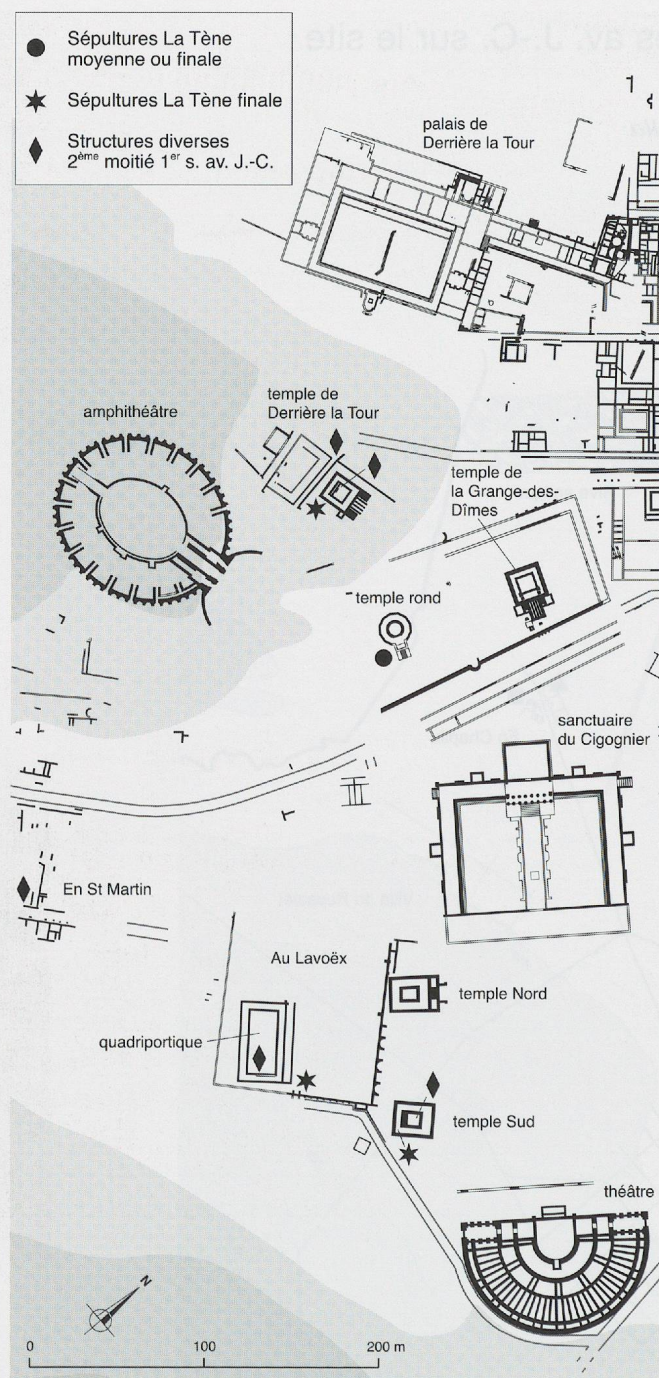 Sépultures La Tène
moyenne ou finale
Sépultures La Tène finale
Structures diverses
2ème moitié 1er s. av. J.-C.
palais de
Derrière la Tour
temple de
Derrière la Tour
amphithéâtre
temple de
la Grange-des-
Dîmes
temple rond
sanctuaire
du Cigognier
En St Martin
Au Lavoëx
temple Nord
quadriportique
temple Sud
théâtre
N
0 100 200 m